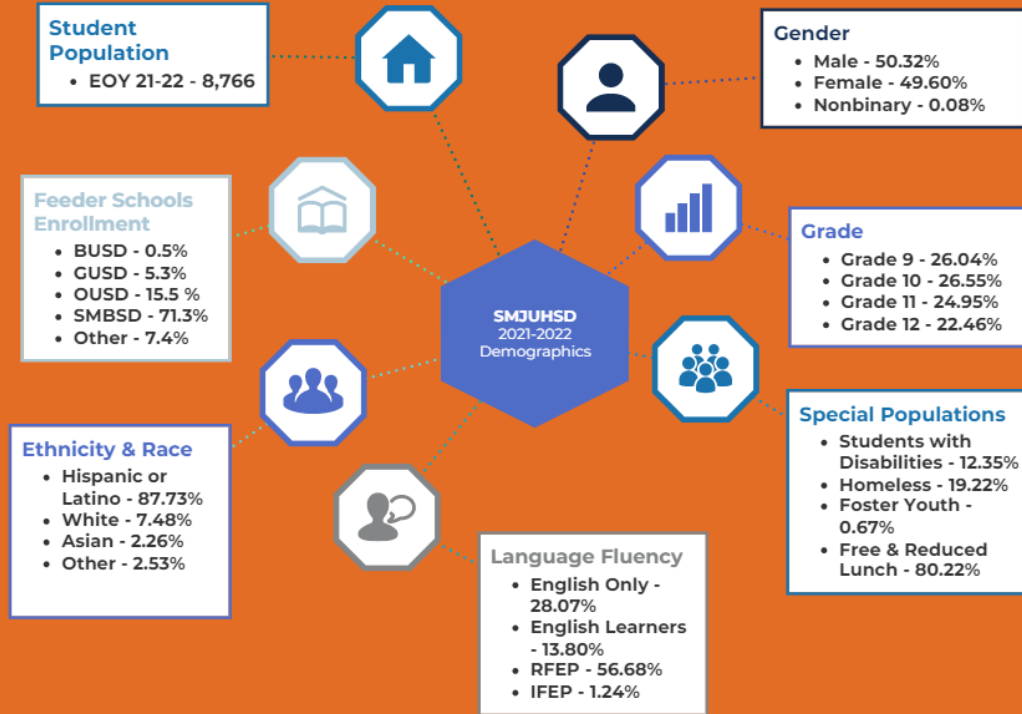 Student
Population
• EOY 21-22 - 8,766
Gender
• Male - 50.32%
• Female - 49.60%
• Nonbinary - 0.08%
Feeder Schools
Enrollment
• BUSD - 0.5%
• GUSD - 5.3%
• OUSD - 15.5 %
• SMBSD - 71.3%
• Other - 7.4%
Grade
• Grade 9 - 26.04%
• Grade 10 - 26.55%
• Grade 11 - 24.95%
• Grade 12 - 22.46%
SMJUHSD
2021-2022
Demographics
Ethnicity & Race
• Hispanic or
Latino - 87.73%
• White - 7.48%
• Asian - 2.26%
• Other - 2.53%
Special Populations
• Students with
Disabilities - 12.35%
• Homeless - 19.22%
• Foster Youth -
0.67%
• Free & Reduced
Lunch - 80.22%
Language Fluency
• English Only -
28.07%
• English Learners
- 13.80%
• RFEP - 56.68%
• IFEP - 1.24%